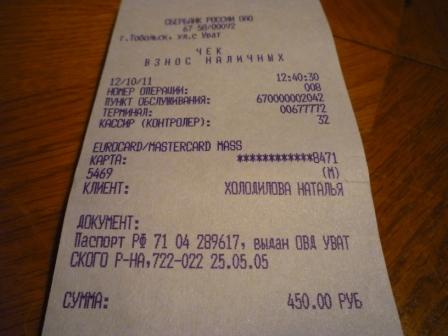 СБЕРБАНК РОССИИ ОАО
67 58/00092
г.Тобольск, ул.с Уват
ЧЕК
ВЗНОС НАЛИЧНЫХ
12/10/11 12:40:30
НОМЕР ОПЕРАЦИИ: 008
ПУНКТ ОБСЛУЖИВАНИЯ: 670000002042
ТЕРМИНАЛ: 00677772
КАССИР (КОНТРОЛЕР): 32
EUROCARD/MASTERCARD MASS
КАРТА: ************8471
5469 (M)
КЛИЕНТ: ХОЛОДИЛОВА НАТАЛЬЯ
ДОКУМЕНТ:
Паспорт РФ 71 04 289617, выдан ОВД УВАТ
СКОГО Р-НА,722-022 25.05.05
СУММА: 450.00 РУБ